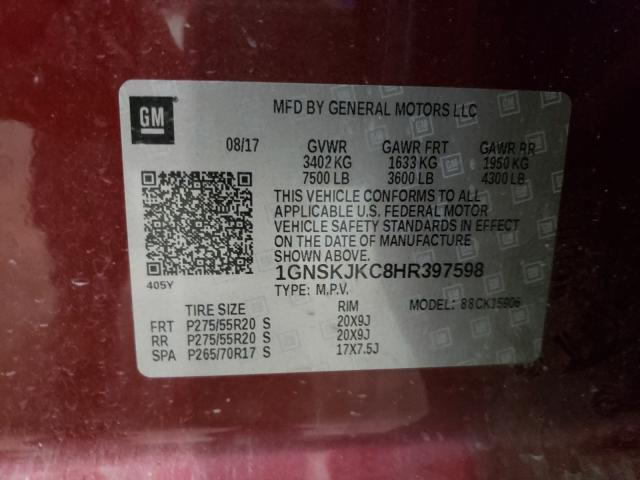 GM
MFD BY GENERAL MOTORS LLC
08/17 GVWR GAWR FRT GAWR RR
3402 KG 1633 KG 1950 KG
7500 LB 3600 LB 4300 LB
THIS VEHICLE CONFORMS TO ALL
APPLICABLE U.S. FEDERAL MOTOR
VEHICLE SAFETY STANDARDS IN EFFECT
ON THE DATE OF MANUFACTURE
SHOWN ABOVE.
1GNSKJKC8HR397598
405Y
TYPE: M.P.V. MODEL: 88CK15906
TIRE SIZE RIM
FRT P275/55R20 S 20X9J
RR P275/55R20 S 20X9J
SPA P265/70R17 S 17X7.5J